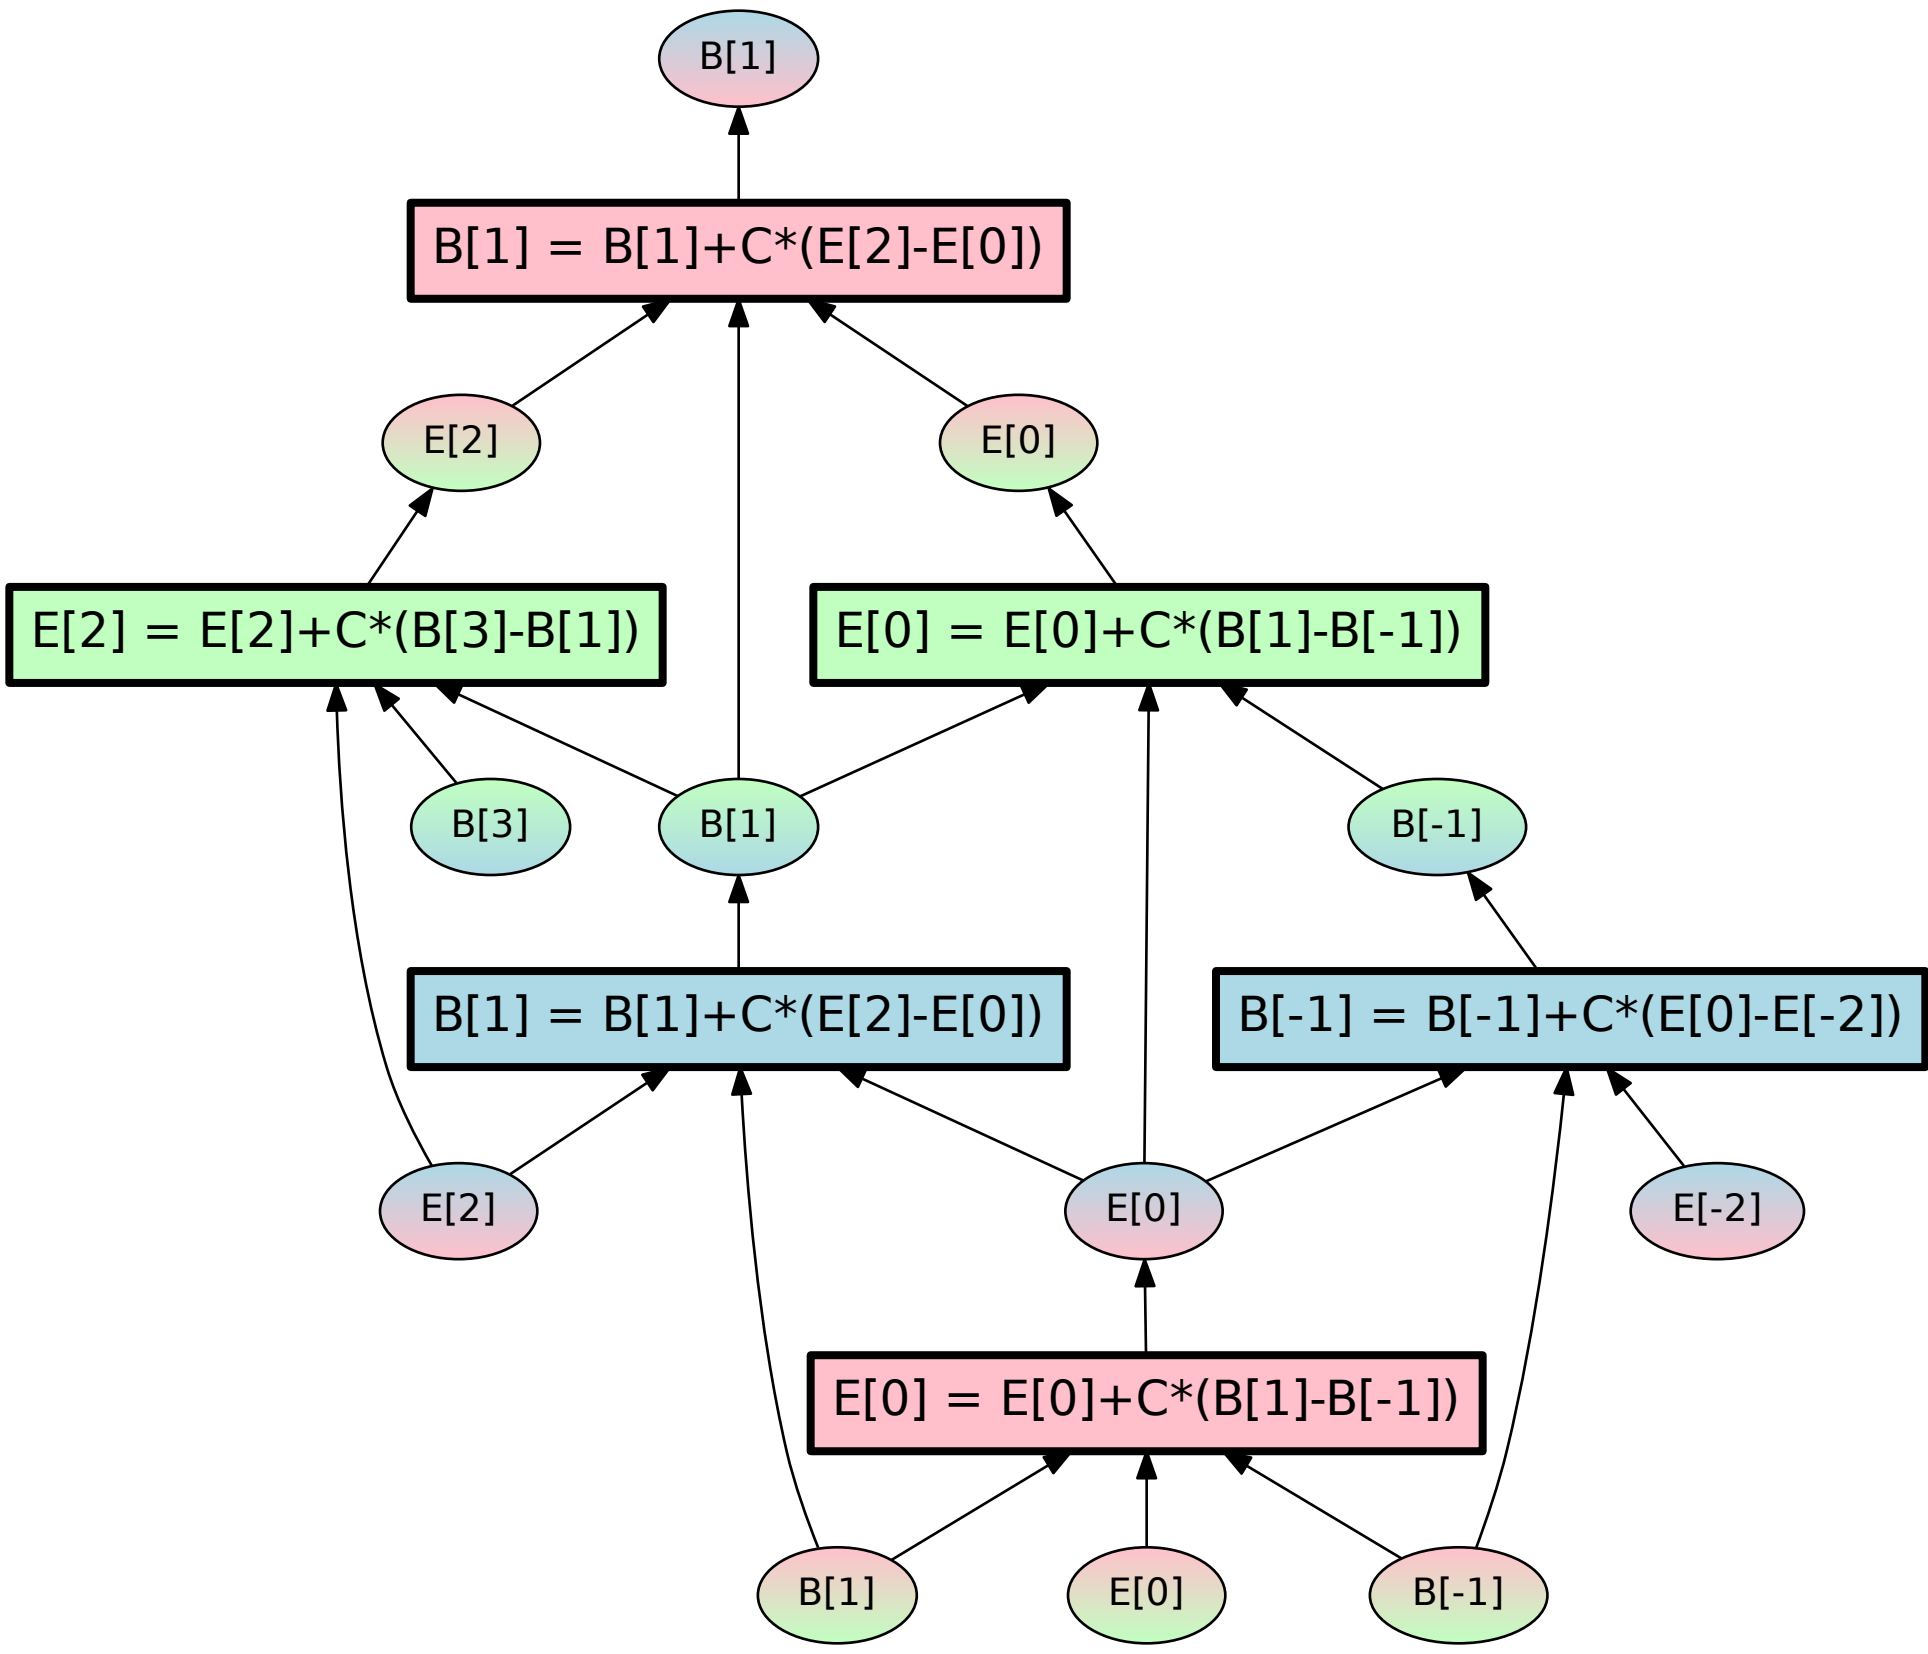 B[1]
B[1] = B[1]+C*(E[2]-E[0])
E[2]
E[0]
E[2] = E[2]+C*(B[3]-B[1])
E[0] = E[0]+C*(B[1]-B[-1])
B[3]
B[1]
B[-1]
B[1] = B[1]+C*(E[2]-E[0])
B[-1] = B[-1]+C*(E[0]-E[-2])
E[2]
E[0]
E[-2]
E[0] = E[0]+C*(B[1]-B[-1])
B[1]
E[0]
B[-1]